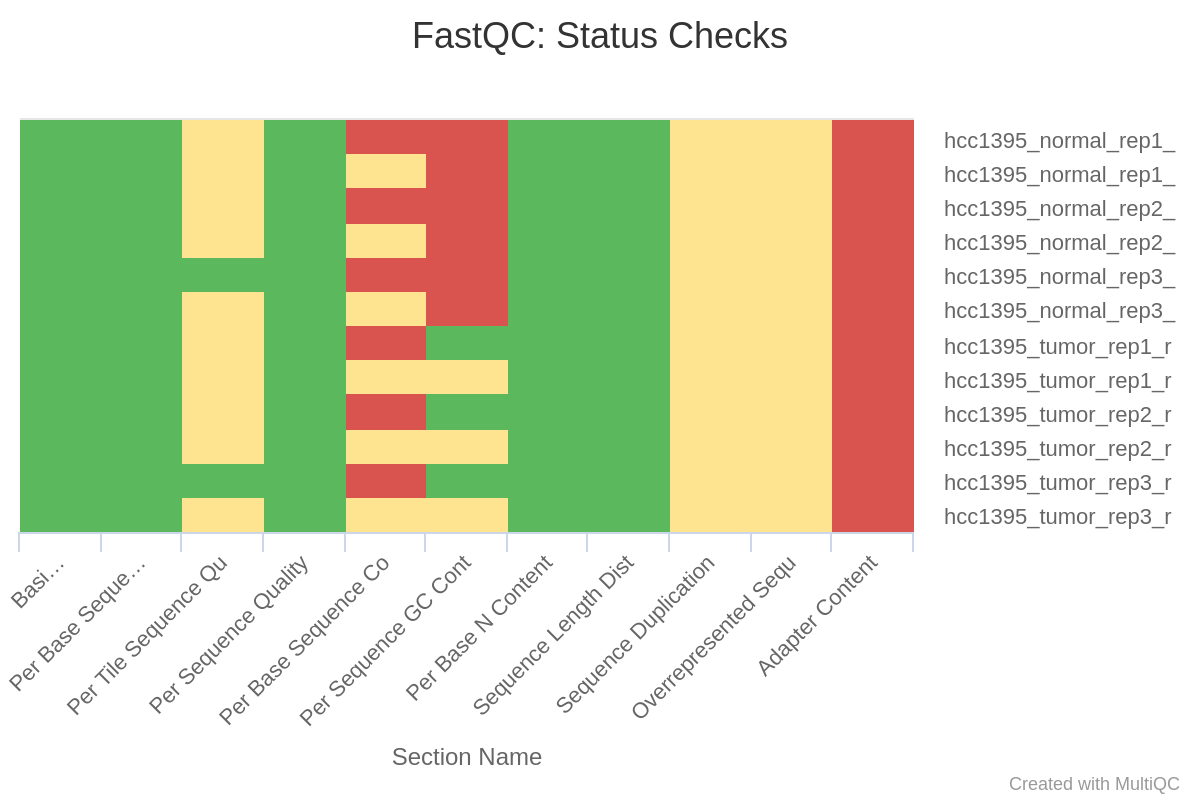 FastQC: Status Checks
hcc1395_normal_rep1_
hcc1395_normal_rep1_
hcc1395_normal_rep2_
hcc1395_normal_rep2_
hcc1395_normal_rep3_
hcc1395_normal_rep3_
hcc1395_tumor_rep1_r
hcc1395_tumor_rep1_r
hcc1395_tumor_rep2_r
hcc1395_tumor_rep2_r
hcc1395_tumor_rep3_r
hcc1395_tumor_rep3_r
Basi…
Per Base Seque…
Per Tile Sequence Qu
Per Sequence Quality
Per Base Sequence Co
Per Sequence GC Cont
Per Base N Content
Sequence Length Dist
Sequence Duplication
Overrepresented Sequ
Adapter Content
Section Name
Created with MultiQC